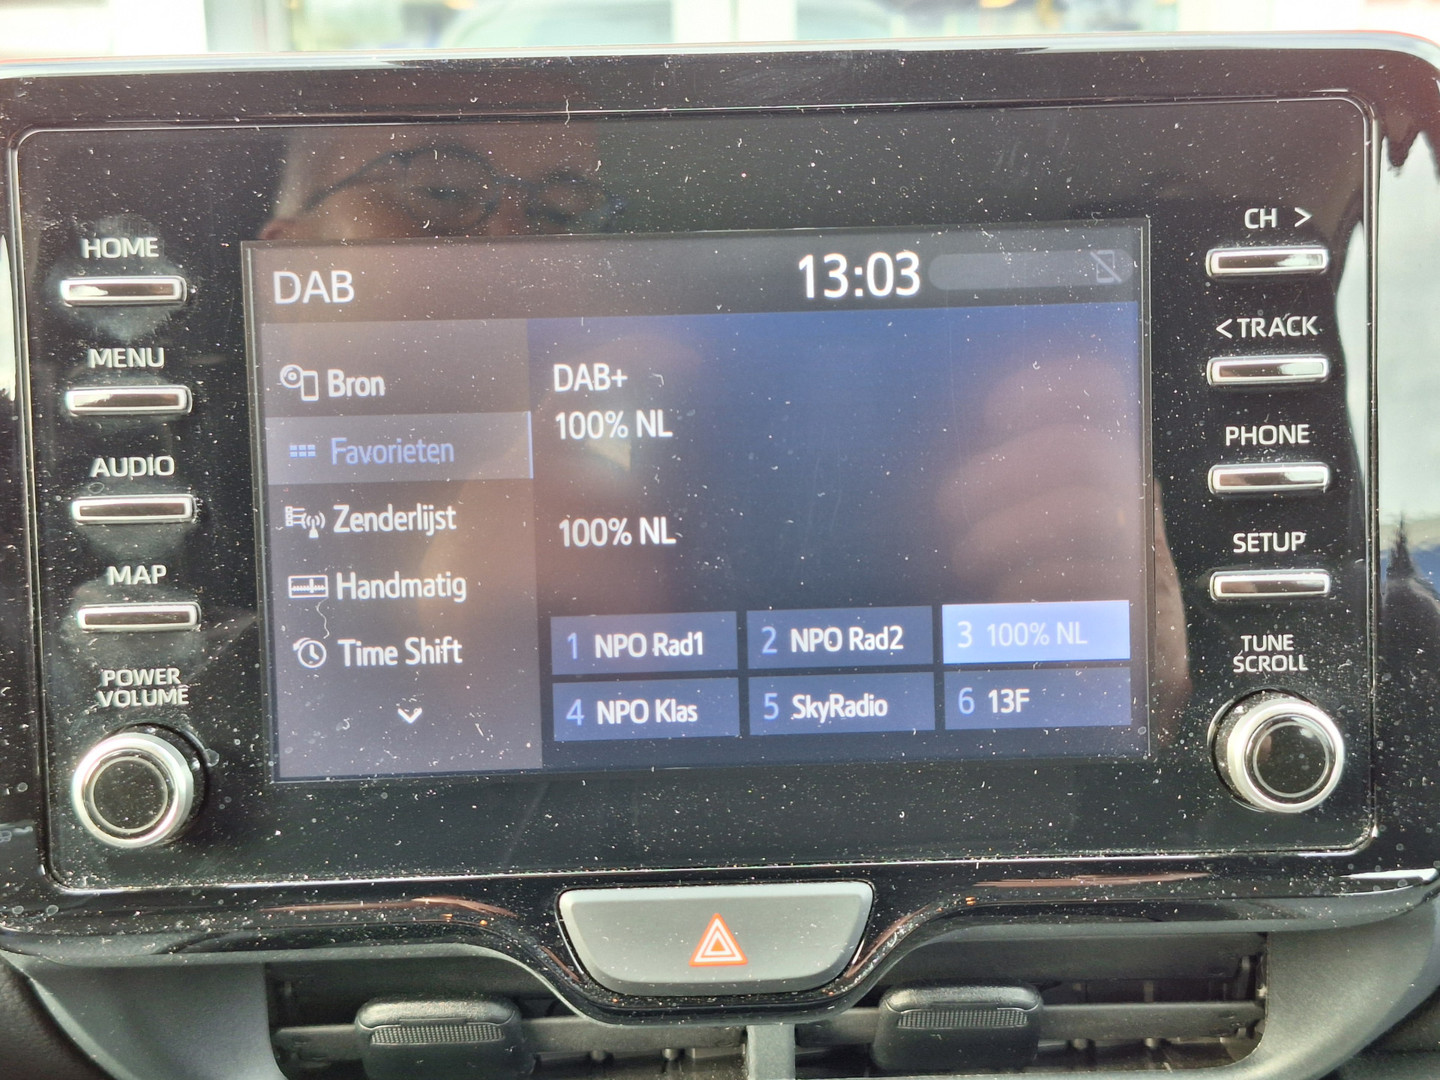 HOME
MENU
AUDIO
MAP
POWER
VOLUME
DAB
13:03
Bron
Favorieten
Zenderlijst
Handmatig
Time Shift
DAB+
100% NL
100% NL
1 NPO Rad1
2 NPO Rad2
3 100% NL
4 NPO Klas
5 SkyRadio
6 13F
CH >
< TRACK
PHONE
SETUP
TUNE
SCROLL